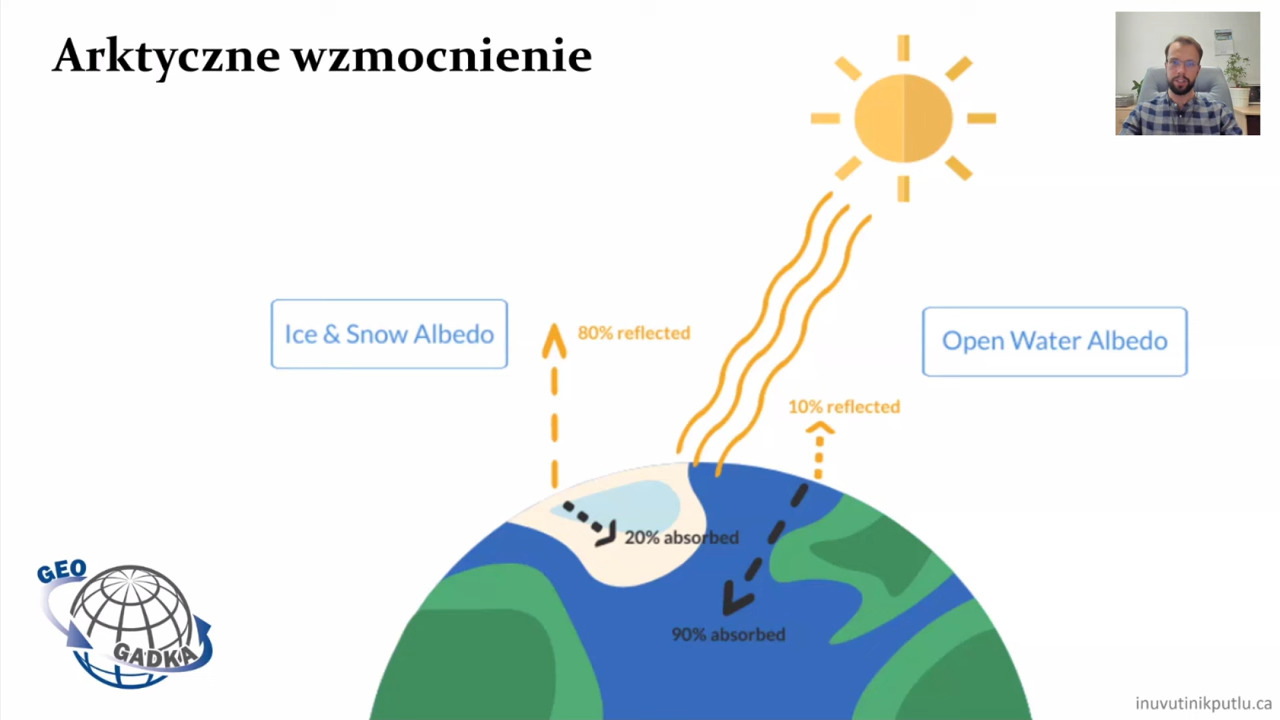 Arktyczne wzmocnienie
Ice & Snow Albedo
80% reflected
Open Water Albedo
10% reflected
20% absorbed
90% absorbed
GEO
GADKA
inuvutinikputlu.ca